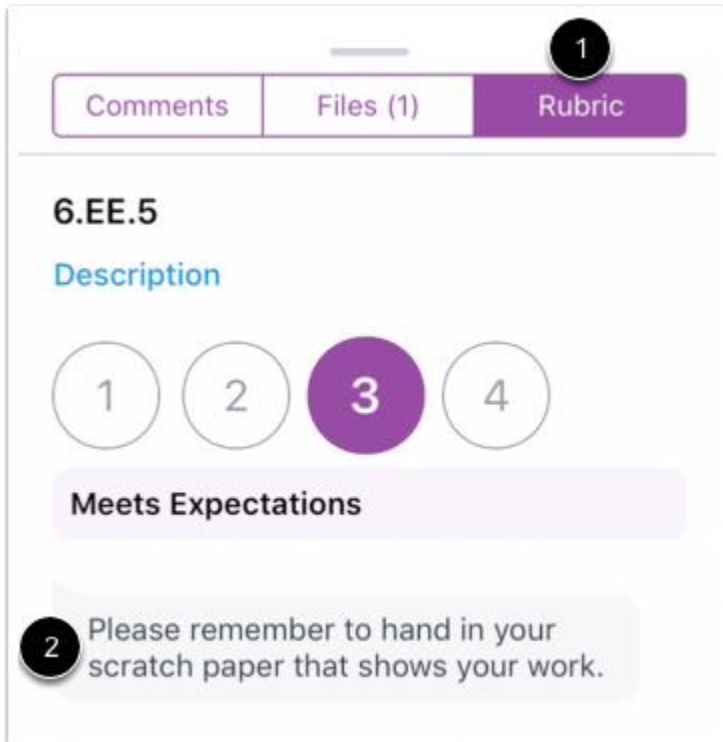 1
Comments Files (1) Rubric
6.EE.5
Description
1 2 3 4
Meets Expectations
2 Please remember to hand in your
scratch paper that shows your work.